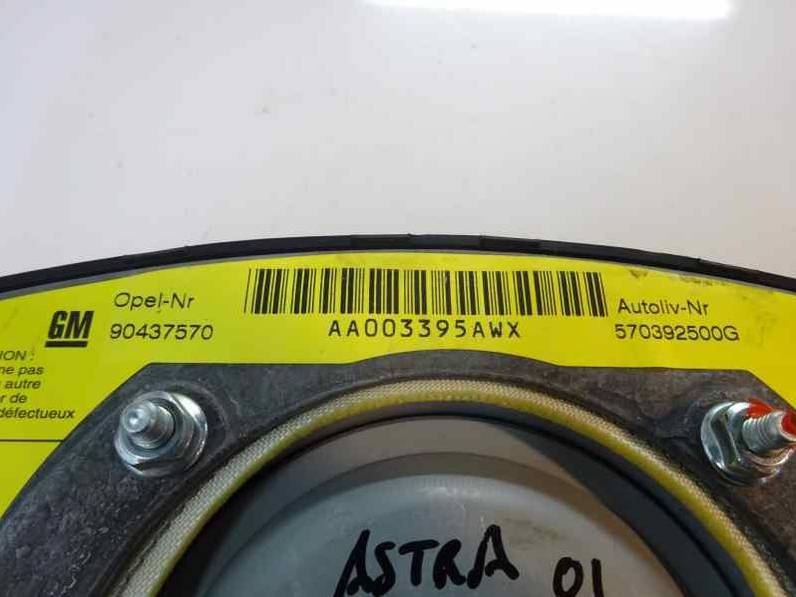 GM
Opel-Nr
90437570
AA003395AWX
Autoliv-Nr
570392500G
ION :
ne pas
autre
r de
défectueux
ASTRA 01